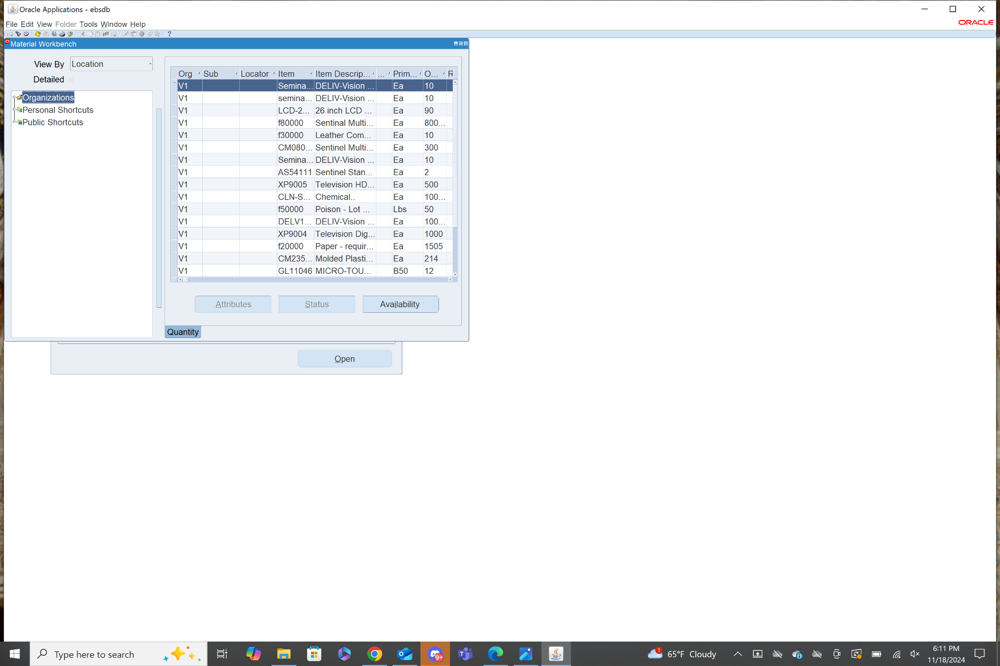 Oracle Applications - ebsdb
File Edit View Folder Tools Window Help
ORACLE
Material Workbench
View By Location
Detailed
Organizations
Personal Shortcuts
Public Shortcuts
Org Sub Locator Item Item Descrip... ... Prim... O... R
V1 Semina... DELIV-Vision ... Ea 10
V1 semina... DELIV-Vision ... Ea 10
V1 LCD-2... 26 inch LCD ... Ea 90
V1 f80000 Sentinal Multi... Ea 800...
V1 f30000 Leather Com... Ea 10
V1 CM080... Sentinel Multi... Ea 300
V1 Semina... DELIV-Vision ... Ea 10
V1 AS54111 Sentinel Stan... Ea 2
V1 XP9005 Television HD... Ea 500
V1 CLN-S... Chemical.. Ea 100...
V1 f50000 Poison - Lot ... Lbs 50
V1 DELV1... DELIV-Vision ... Ea 100...
V1 XP9004 Television Dig... Ea 1000
V1 f20000 Paper - requir... Ea 1505
V1 CM235... Molded Plasti... Ea 214
V1 GL11046 MICRO-TOU... B50 12
Attributes Status Availability
Quantity
Open
Type here to search
9+
1
65°F Cloudy
6:11 PM
11/18/2024